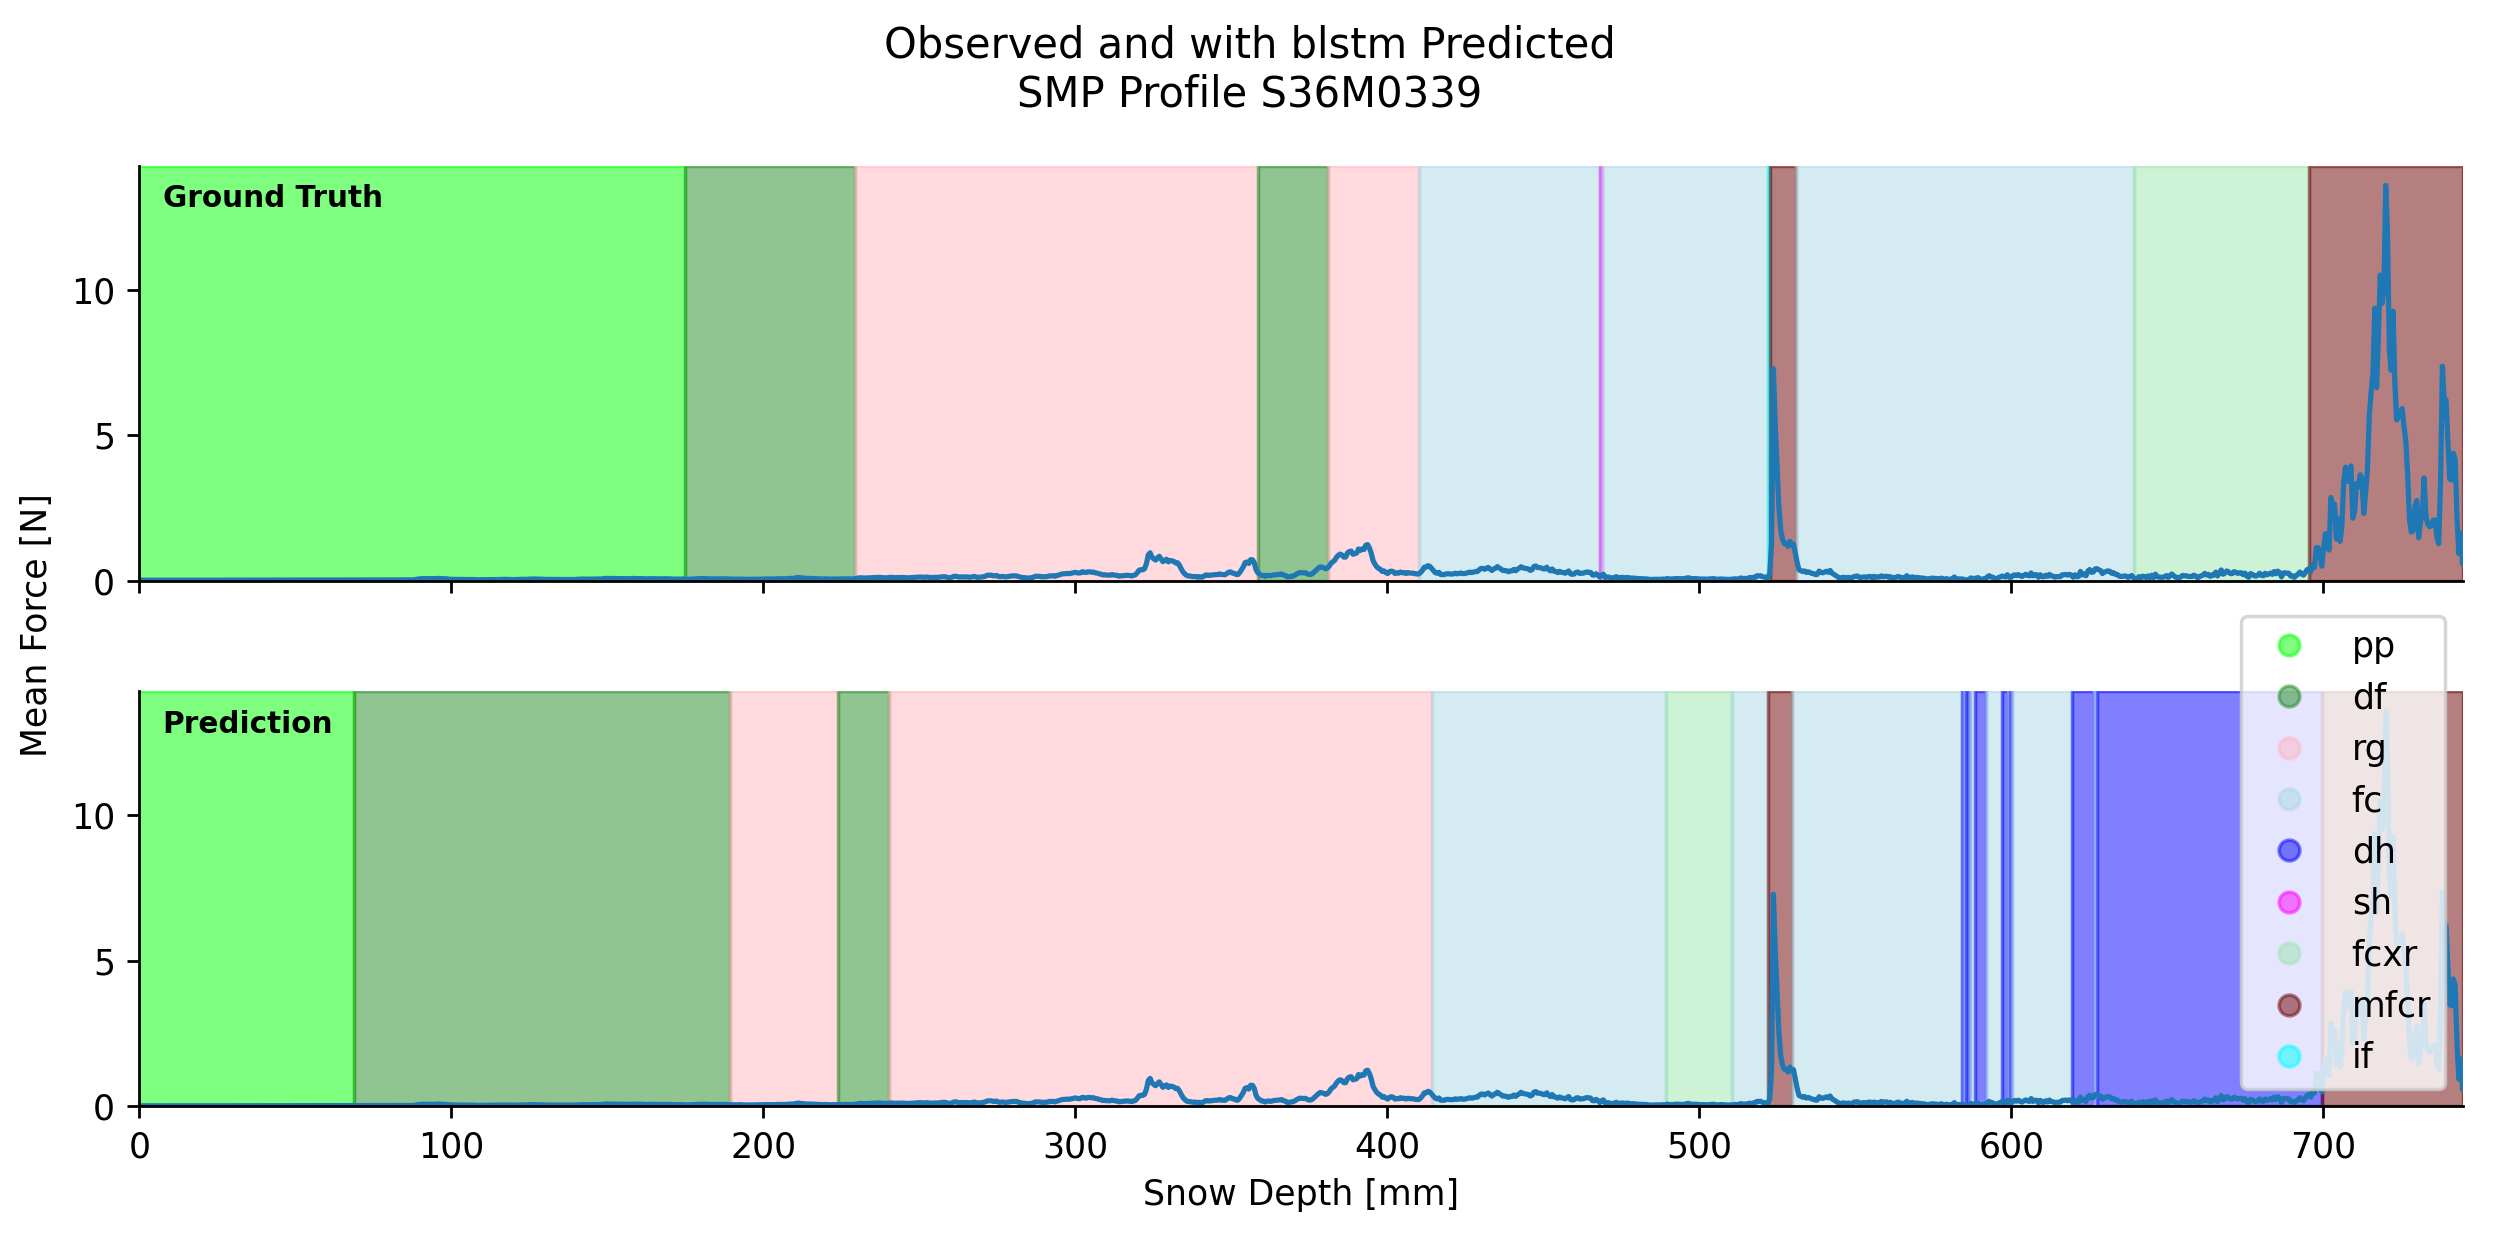 Observed and with blstm Predicted
SMP Profile S36M0339
Ground Truth
10
5
0
Mean Force [N]
Prediction
10
5
0
pp
df
rg
fc
dh
sh
fcxr
mfcr
if
0 100 200 300 400 500 600 700
Snow Depth [mm]